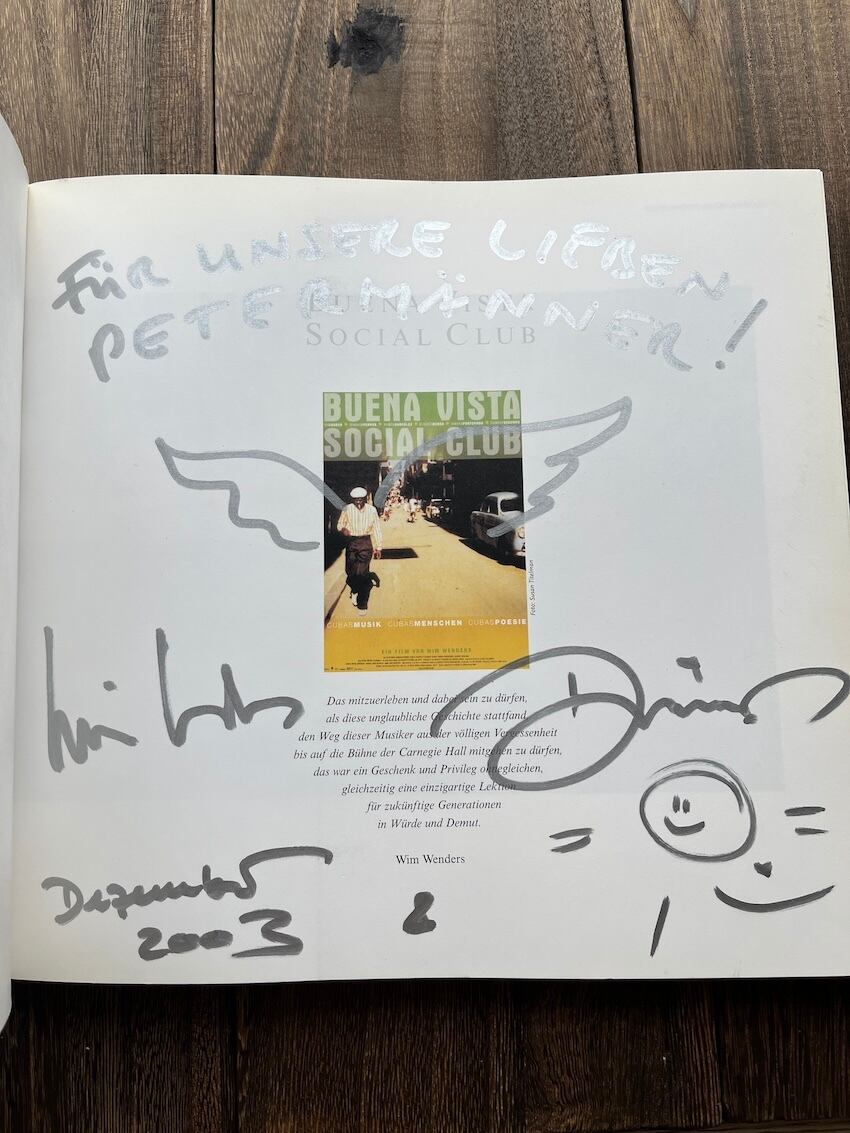 FÜR UNSERE LIEBEN
PETERMÄNNER!
BUENA VISTA
SOCIAL CLUB
BUENA VISTA
SOCIAL CLUB
Foto: Susan Titelman
CUBASMUSIK CUBASMENSCHEN CUBASPOESIE
EIN FILM VON WIM WENDERS
Das mitzuerleben und dabei sein zu dürfen,
als diese unglaubliche Geschichte stattfand,
den Weg dieser Musiker aus der völligen Vergessenheit
bis auf die Bühne der Carnegie Hall mitgehen zu dürfen,
das war ein Geschenk und Privileg ohnegleichen,
gleichzeitig eine einzigartige Lektion
für zukünftige Generationen
in Würde und Demut.
Wim Wenders
Dezember
2003
&